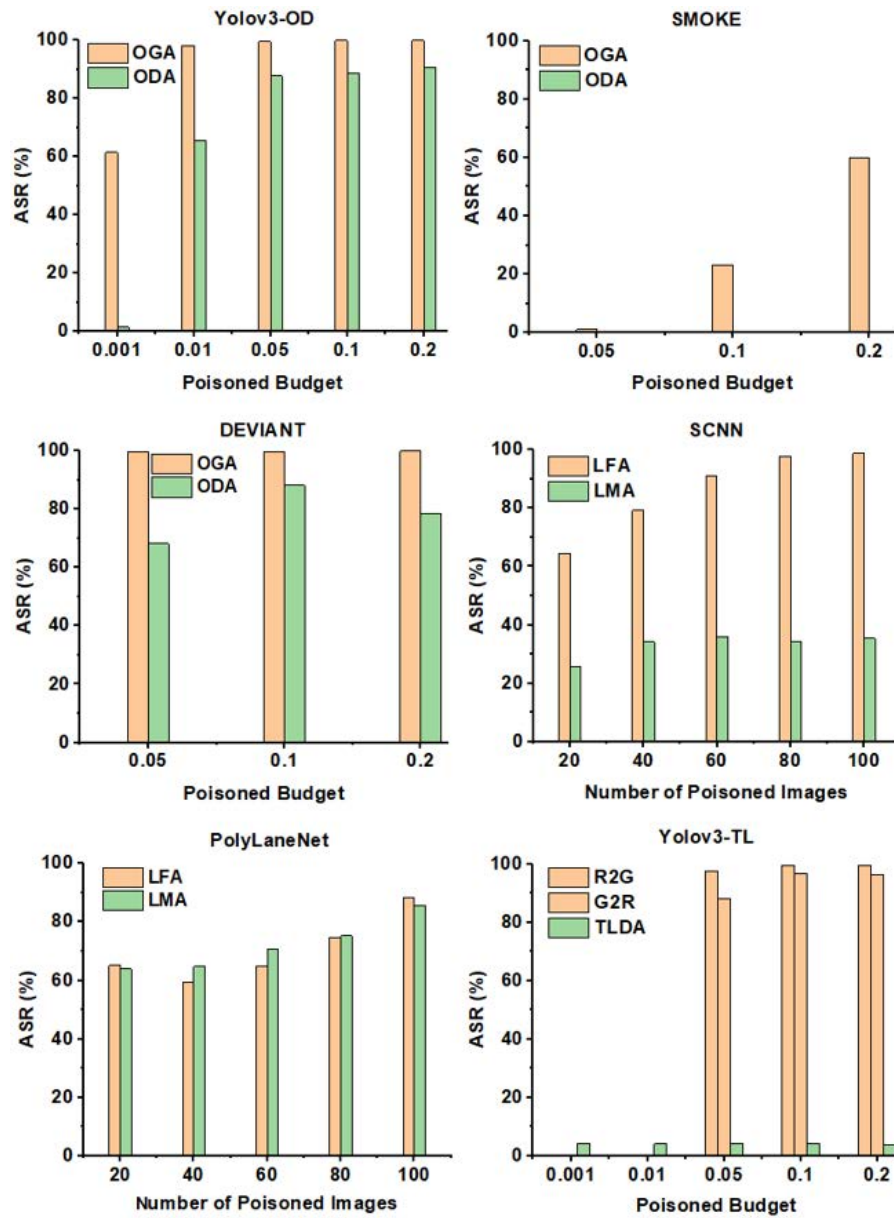 Yolov3-OD
100
80
60
40
20
0
ASR (%)
OGA
ODA
0.001 0.01 0.05 0.1 0.2
Poisoned Budget
SMOKE
100
80
60
40
20
0
ASR (%)
OGA
ODA
0.05 0.1 0.2
Poisoned Budget
DEVIANT
100
80
60
40
20
0
ASR (%)
OGA
ODA
0.05 0.1 0.2
Poisoned Budget
SCNN
100
80
60
40
20
0
ASR (%)
LFA
LMA
20 40 60 80 100
Number of Poisoned Images
PolyLaneNet
100
80
60
40
20
0
ASR (%)
LFA
LMA
20 40 60 80 100
Number of Poisoned Images
Yolov3-TL
100
80
60
40
20
0
ASR (%)
R2G
G2R
TLDA
0.001 0.01 0.05 0.1 0.2
Poisoned Budget